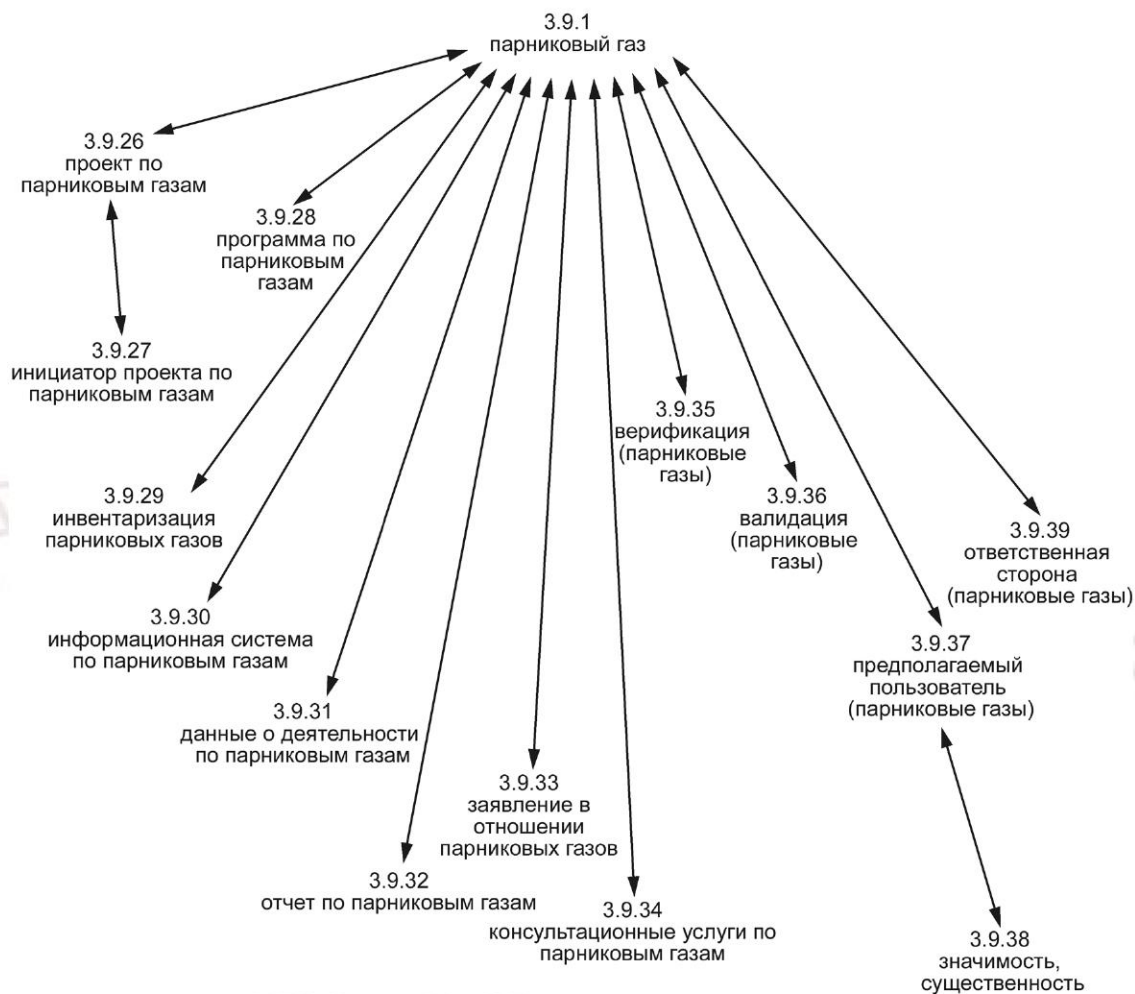 3.9.1
парниковый газ
3.9.26
проект по
парниковым газам
3.9.28
программа по
парниковым
газам
3.9.27
инициатор проекта по
парниковым газам
3.9.35
верификация
(парниковые
газы)
3.9.29
инвентаризация
парниковых газов
3.9.36
валидация
(парниковые
газы)
3.9.39
ответственная
сторона
(парниковые газы)
3.9.30
информационная система
по парниковым газам
3.9.37
предполагаемый
пользователь
(парниковые газы)
3.9.31
данные о деятельности
по парниковым газам
3.9.33
заявление в
отношении
парниковых газов
3.9.32
отчет по парниковым газам
3.9.34
консультационные услуги по
парниковым газам
3.9.38
значимость,
существенность